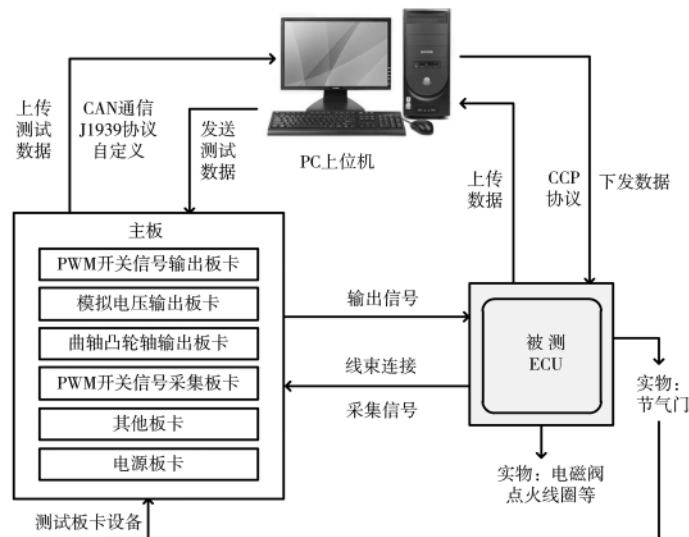 上传
测试
数据
CAN通信
J1939协议
自定义
发送
测试
数据
PC上位机
上传
数据
CCP
协议
下发数据
主板
PWM开关信号输出板卡
模拟电压输出板卡
曲轴凸轮轴输出板卡
PWM开关信号采集板卡
其他板卡
电源板卡
测试板卡设备
输出信号
线束连接
采集信号
被 测
ECU
实物：
节气门
实物：电磁阀
点火线圈等